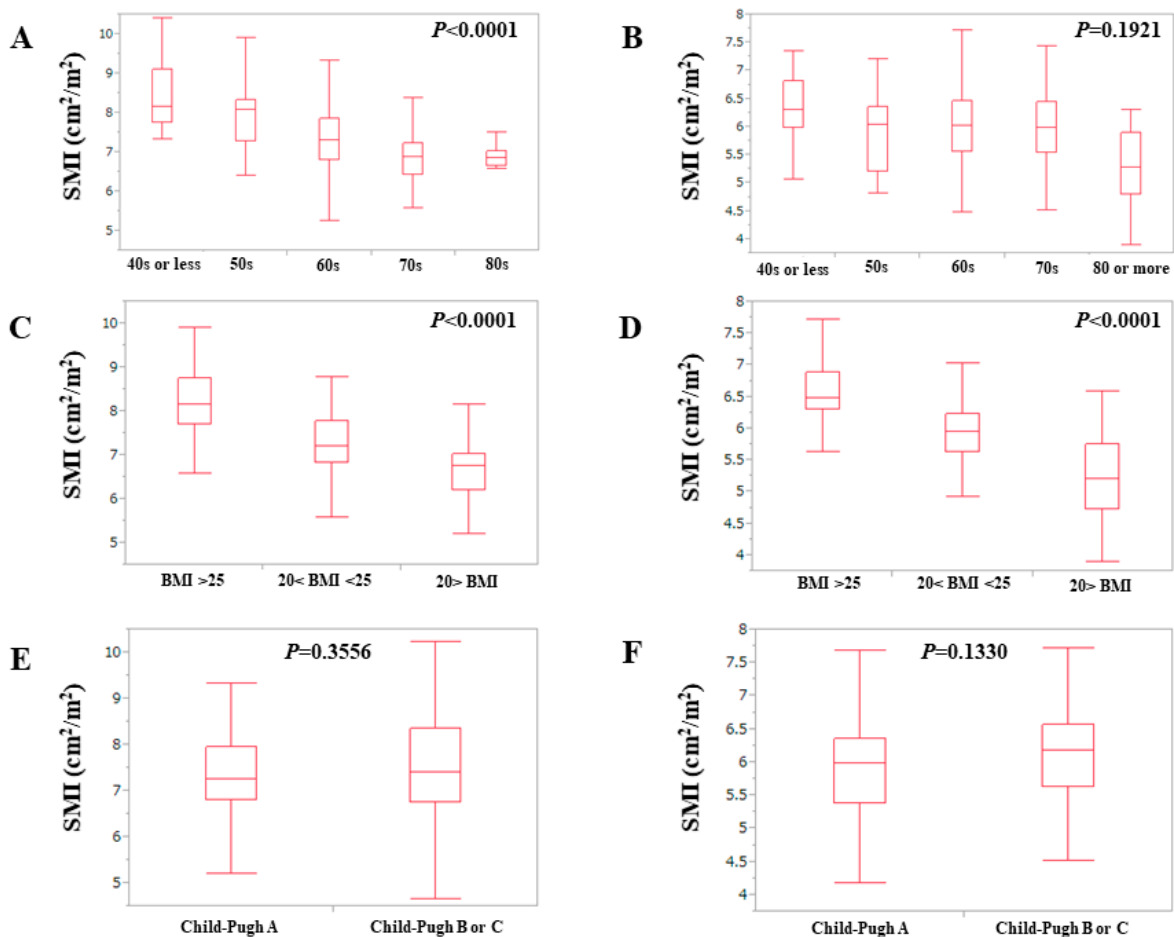 A
SMI (cm²/m²)
P<0.0001
10
9
8
7
6
5
40s or less 50s 60s 70s 80s
B
SMI (cm²/m²)
P=0.1921
8
7.5
7
6.5
6
5.5
5
4.5
4
40s or less 50s 60s 70s 80 or more
C
SMI (cm²/m²)
P<0.0001
10
9
8
7
6
5
BMI >25 20< BMI <25 20> BMI
D
SMI (cm²/m²)
P<0.0001
8
7
6.5
6
5.5
5
4.5
4
BMI >25 20< BMI <25 20> BMI
E
SMI (cm²/m²)
P=0.3556
10
9
8
7
6
5
Child-Pugh A Child-Pugh B or C
F
SMI (cm²/m²)
P=0.1330
8
7.5
7
6.5
6
5.5
5
4.5
4
Child-Pugh A Child-Pugh B or C